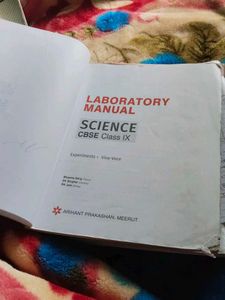 LABORATORY
MANUAL
SCIENCE
CBSE Class IX
Experiments • Viva-Voce
ARIHANT PRAKASHAN, MEERUT